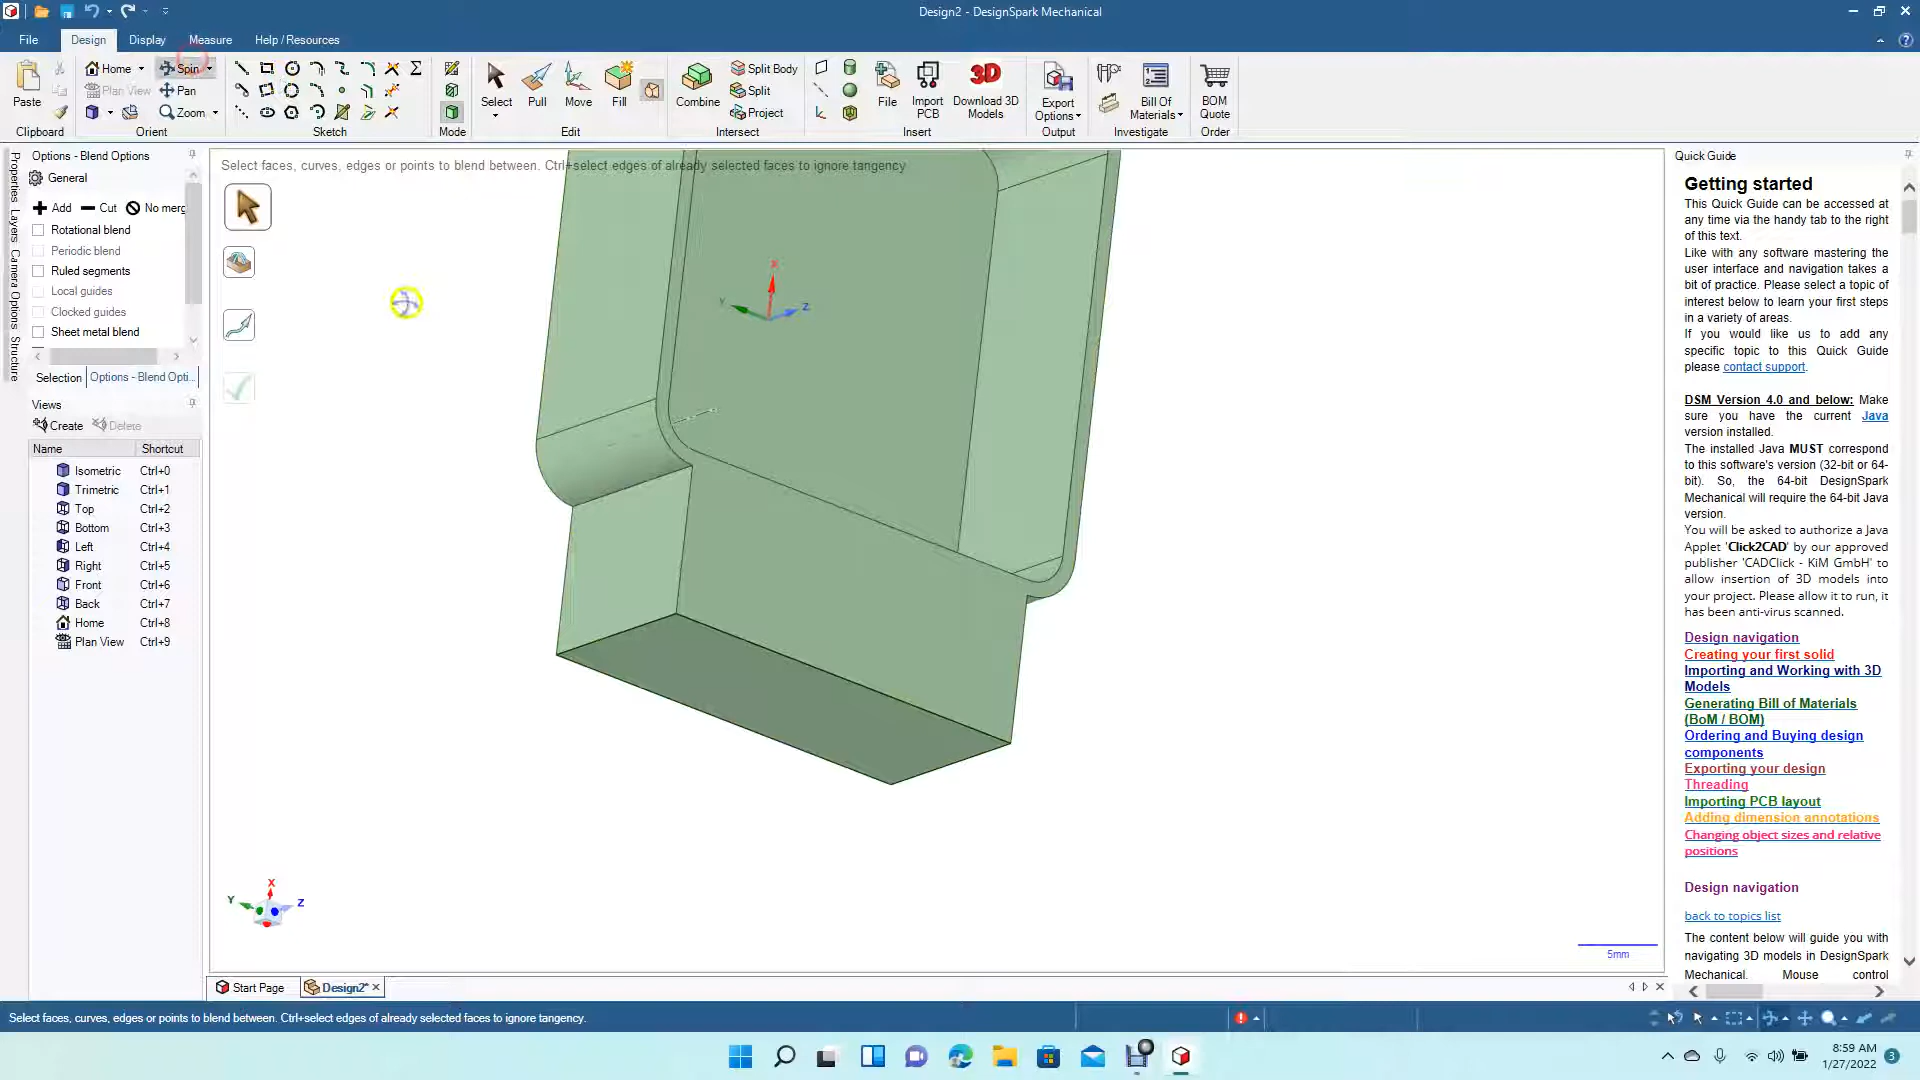 Design2 - DesignSpark Mechanical
File
Design
Display
Measure
Help / Resources
Paste
Clipboard
Home
Spin
Plan View
Pan
Zoom
Orient
Sketch
Mode
Select
Pull
Move
Fill
Edit
Combine
Split Body
Split
Project
Intersect
File
Import PCB
3D
Download 3D Models
Insert
Export Options
Output
Bill Of Materials
Investigate
BOM Quote
Order
Properties
Layers
Camera Options
Structure
Options - Blend Options
General
Add
Cut
No merg
Rotational blend
Periodic blend
Ruled segments
Local guides
Clocked guides
Sheet metal blend
Selection
Options - Blend Opti...
Views
Create
Delete
Name
Shortcut
Isometric Ctrl+0
Trimetric Ctrl+1
Top Ctrl+2
Bottom Ctrl+3
Left Ctrl+4
Right Ctrl+5
Front Ctrl+6
Back Ctrl+7
Home Ctrl+8
Plan View Ctrl+9
Select faces, curves, edges or points to blend between. Ctrl+select edges of already selected faces to ignore tangency
X
Y
Z
X
Y
Z
5mm
Start Page
Design2*
Quick Guide
Getting started
This Quick Guide can be accessed at
any time via the handy tab to the right
of this text.
Like with any software mastering the
user interface and navigation takes a
bit of practice. Please select a topic of
interest below to learn your first steps
in a variety of areas.
If you would like us to add any
specific topic to this Quick Guide
please contact support.
DSM Version 4.0 and below: Make
sure you have the current Java
version installed.
The installed Java MUST correspond
to this software's version (32-bit or 64-
bit). So, the 64-bit DesignSpark
Mechanical will require the 64-bit Java
version.
You will be asked to authorize a Java
Applet 'Click2CAD' by our approved
publisher 'CADClick - KiM GmbH' to
allow insertion of 3D models into
your project. Please allow it to run, it
has been anti-virus scanned.
Design navigation
Creating your first solid
Importing and Working with 3D
Models
Generating Bill of Materials
(BoM / BOM)
Ordering and Buying design
components
Exporting your design
Threading
Importing PCB layout
Adding dimension annotations
Changing object sizes and relative
positions
Design navigation
back to topics list
The content below will guide you with
navigating 3D models in DesignSpark
Mechanical. Mouse control
Select faces, curves, edges or points to blend between. Ctrl+select edges of already selected faces to ignore tangency.
8:59 AM
1/27/2022
3